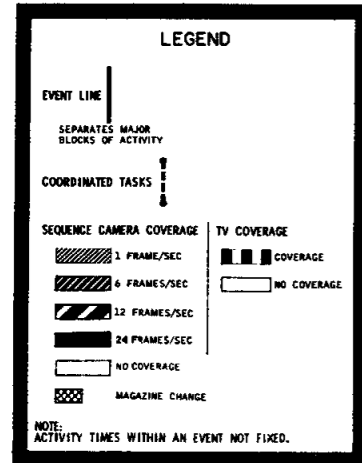 LEGEND
EVENT LINE
SEPARATES MAJOR
BLOCKS OF ACTIVITY
COORDINATED TASKS
SEQUENCE CAMERA COVERAGE
1 FRAME/SEC
6 FRAMES/SEC
12 FRAMES/SEC
24 FRAMES/SEC
NO COVERAGE
MAGAZINE CHANGE
TV COVERAGE
COVERAGE
NO COVERAGE
NOTE:
ACTIVITY TIMES WITHIN AN EVENT NOT FIXED.